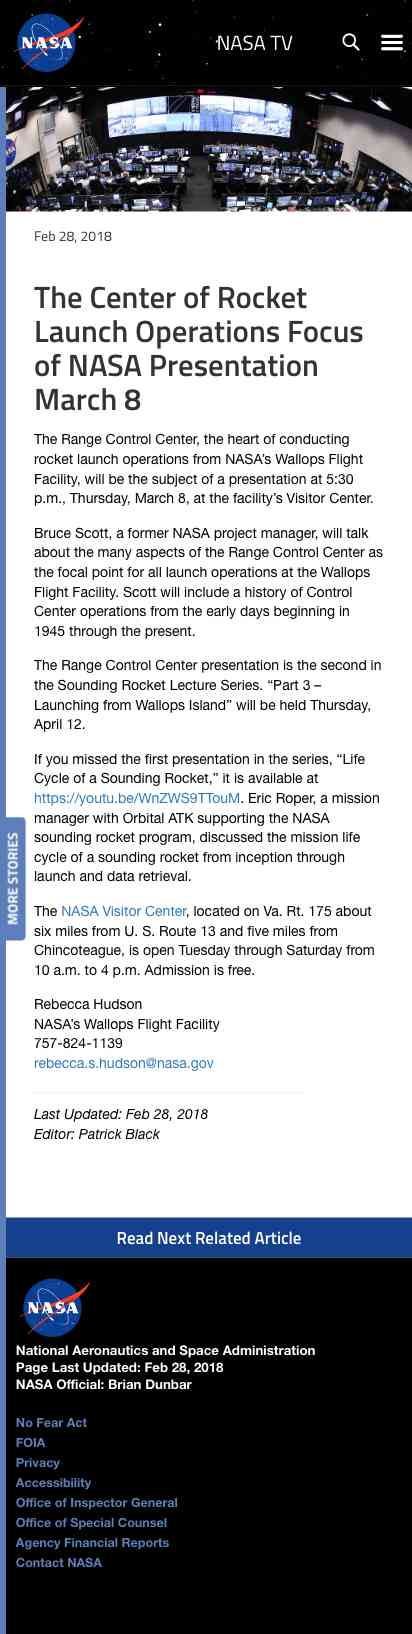 NASA
NASA TV
Feb 28, 2018
The Center of Rocket
Launch Operations Focus
of NASA Presentation
March 8
The Range Control Center, the heart of conducting
rocket launch operations from NASA’s Wallops Flight
Facility, will be the subject of a presentation at 5:30
p.m., Thursday, March 8, at the facility’s Visitor Center.
Bruce Scott, a former NASA project manager, will talk
about the many aspects of the Range Control Center as
the focal point for all launch operations at the Wallops
Flight Facility. Scott will include a history of Control
Center operations from the early days beginning in
1945 through the present.
The Range Control Center presentation is the second in
the Sounding Rocket Lecture Series. “Part 3 –
Launching from Wallops Island” will be held Thursday,
April 12.
If you missed the first presentation in the series, “Life
Cycle of a Sounding Rocket,” it is available at
https://youtu.be/WnZWS9TTouM. Eric Roper, a mission
manager with Orbital ATK supporting the NASA
sounding rocket program, discussed the mission life
cycle of a sounding rocket from inception through
launch and data retrieval.
MORE STORIES
The NASA Visitor Center, located on Va. Rt. 175 about
six miles from U. S. Route 13 and five miles from
Chincoteague, is open Tuesday through Saturday from
10 a.m. to 4 p.m. Admission is free.
Rebecca Hudson
NASA’s Wallops Flight Facility
757-824-1139
rebecca.s.hudson@nasa.gov
Last Updated: Feb 28, 2018
Editor: Patrick Black
Read Next Related Article
NASA
National Aeronautics and Space Administration
Page Last Updated: Feb 28, 2018
NASA Official: Brian Dunbar
No Fear Act
FOIA
Privacy
Accessibility
Office of Inspector General
Office of Special Counsel
Agency Financial Reports
Contact NASA